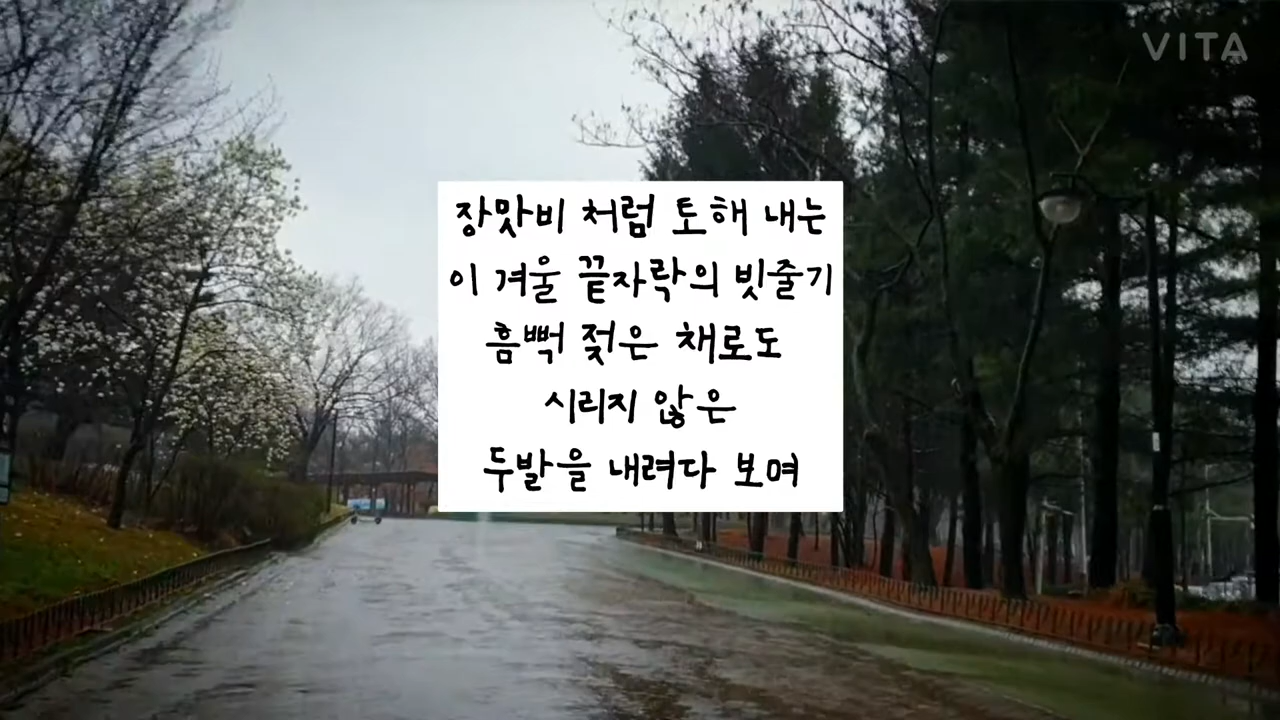 VITA
장맛비 처럼 토해 내는
이 겨울 끝자락의 빗줄기
흠뻑 젖은 채로도
시리지 않은
두발을 내려다 보며